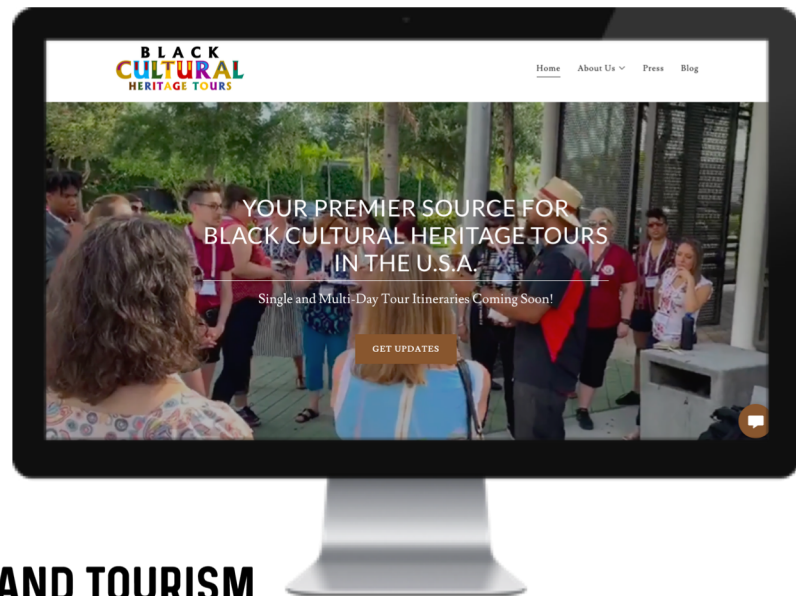 BLACK
CULTURAL
HERITAGE TOURS
Home About Us Press Blog
YOUR PREMIER SOURCE FOR
BLACK CULTURAL HERITAGE TOURS
IN THE U.S.A.
Single and Multi-Day Tour Itineraries Coming Soon!
GET UPDATES
AND TOURISM